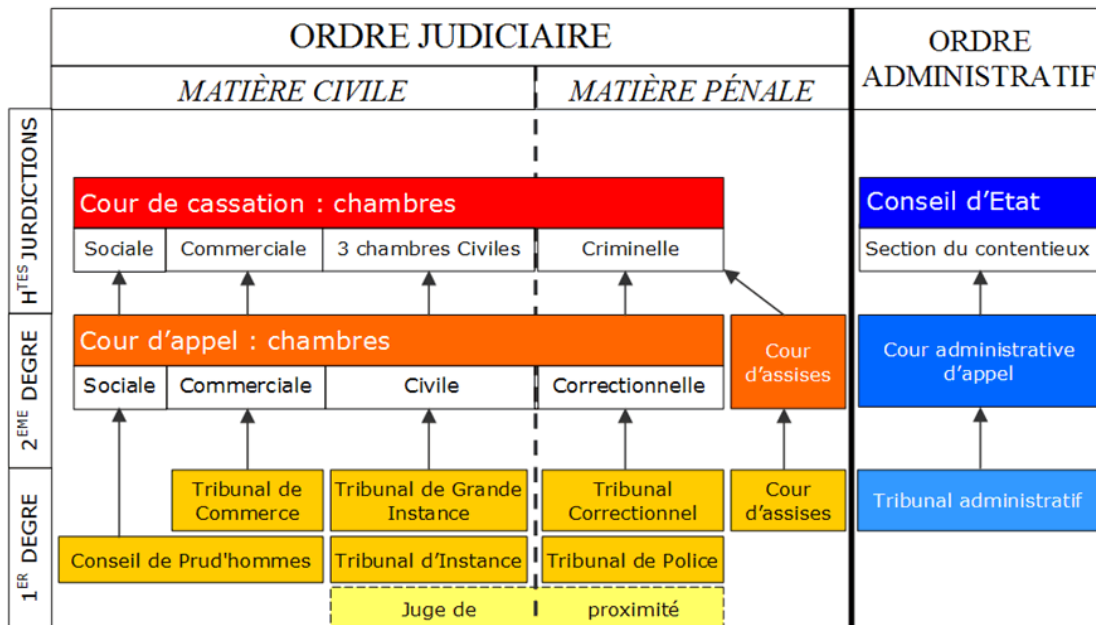 ORDRE JUDICIAIRE
ORDRE
ADMINISTRATIF
MATIÈRE CIVILE
MATIÈRE PÉNALE
HTES JURDICTIONS
Cour de cassation : chambres
Conseil d'Etat
Sociale
Commerciale
3 chambres Civiles
Criminelle
Section du contentieux
2EME DEGRE
Cour d'appel : chambres
Cour
d'assises
Cour administrative
d'appel
Sociale
Commerciale
Civile
Correctionnelle
1ER DEGRE
Tribunal de
Commerce
Tribunal de Grande
Instance
Tribunal
Correctionnel
Cour
d'assises
Tribunal administratif
Conseil de Prud'hommes
Tribunal d'Instance
Tribunal de Police
Juge de proximité